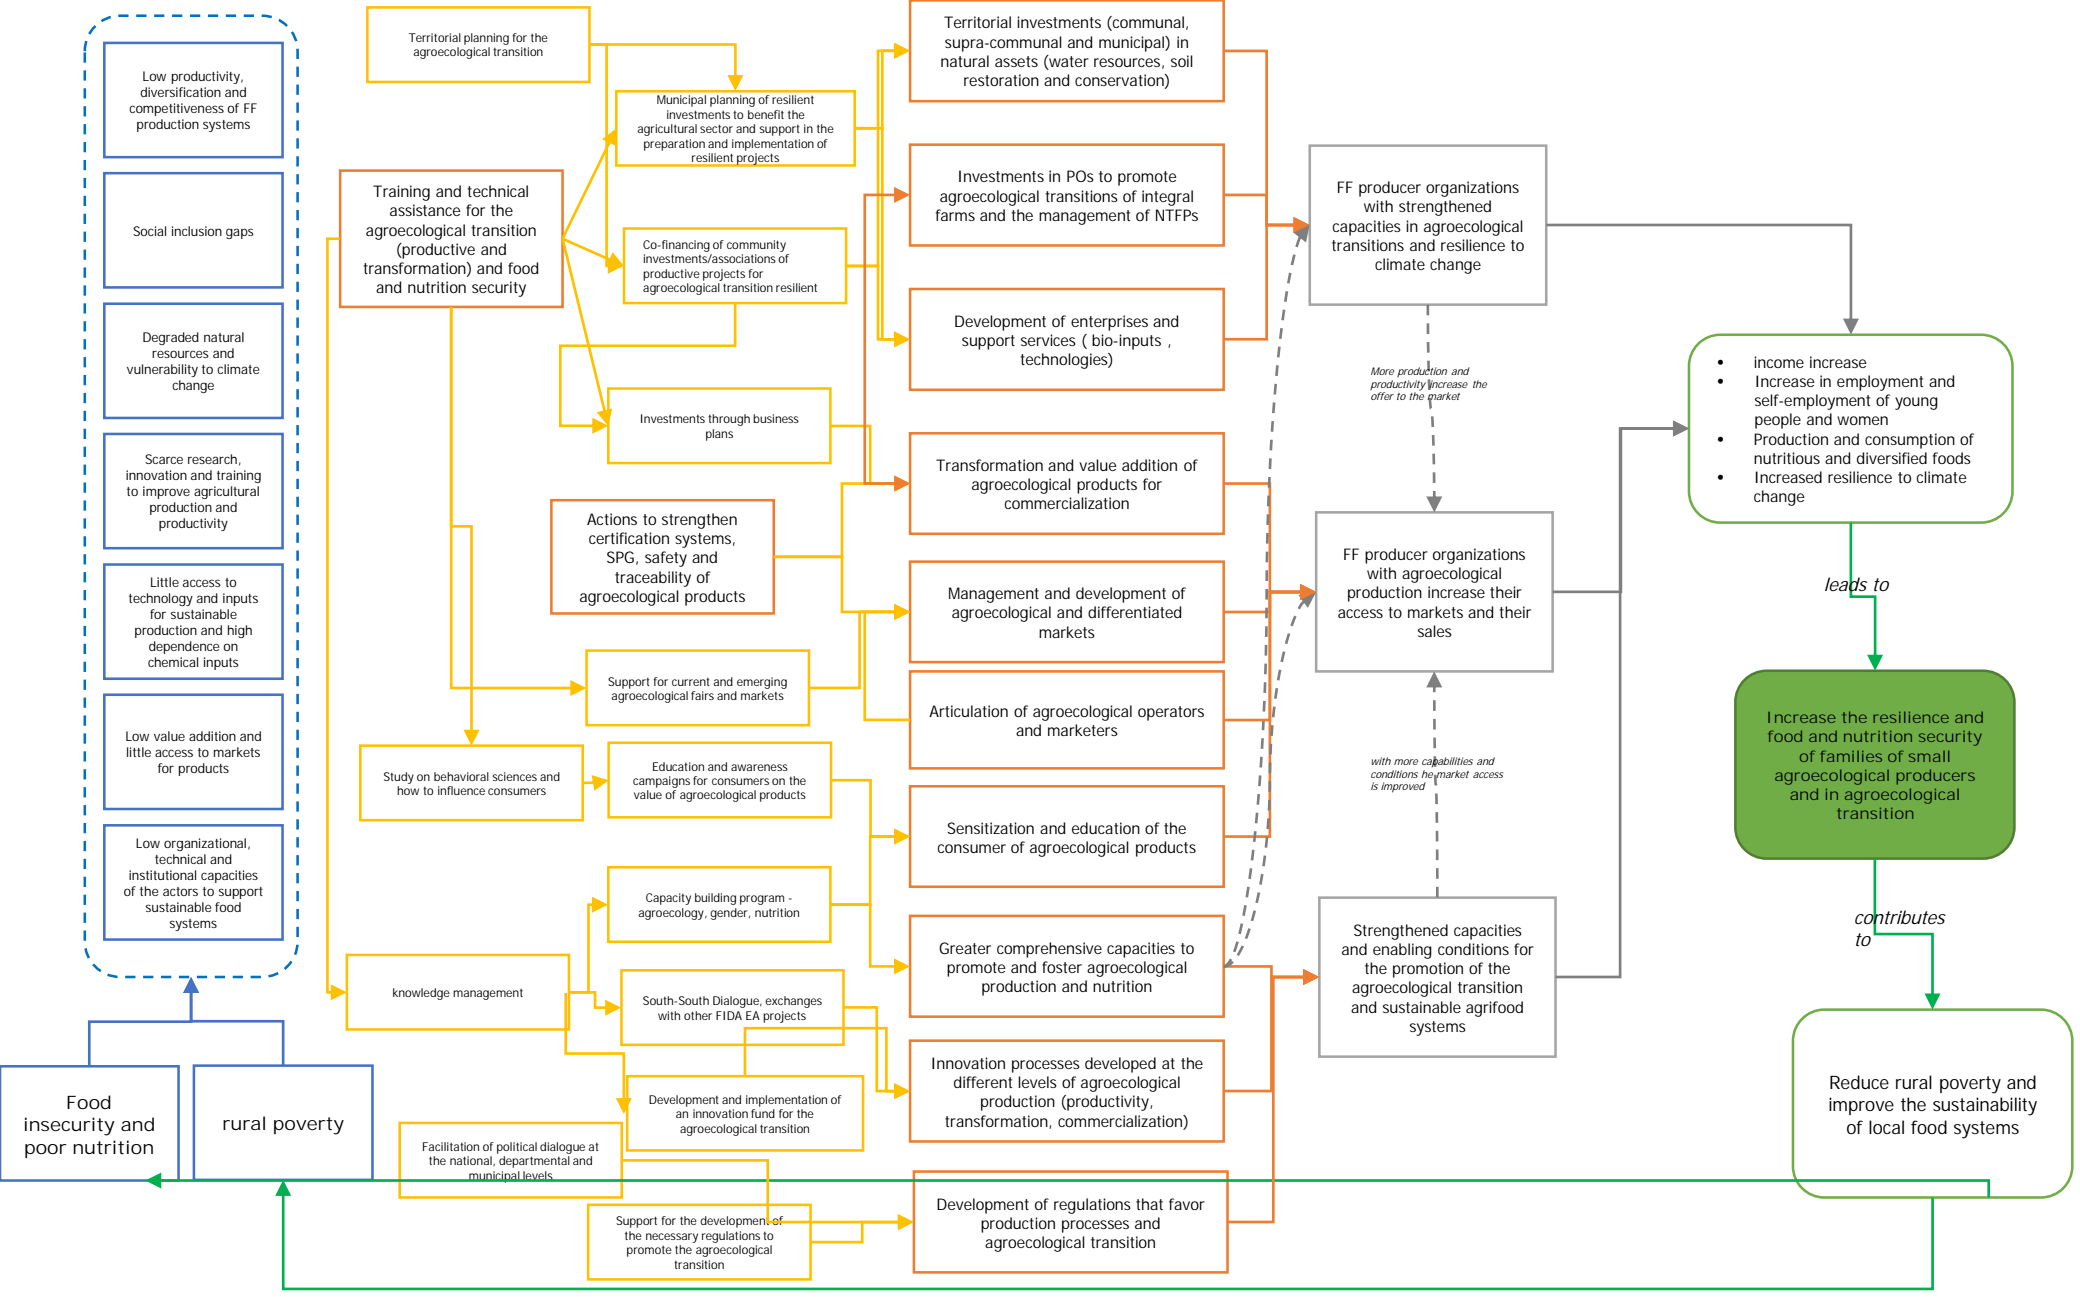 Low productivity,
diversification and
competitiveness of FF
production systems
Social inclusion gaps
Degraded natural
resources and
vulnerability to climate
change
Scarce research,
innovation and training
to improve agricultural
production and
productivity
Little access to
technology and inputs
for sustainable
production and high
dependence on
chemical inputs
Low value addition and
little access to markets
for products
Low organizational,
technical and
institutional capacities
of the actors to support
sustainable food
systems
Food
insecurity and
poor nutrition
rural poverty
Territorial planning for the
agroecological transition
Training and technical
assistance for the
agroecological transition
(productive and
transformation) and food
and nutrition security
Municipal planning of resilient
investments to benefit the
agricultural sector and support in the
preparation and implementation of
resilient projects
Co-financing of community
investments/associations of
productive projects for
agroecological transition resilient
Investments through business
plans
Actions to strengthen
certification systems,
SPG, safety and
traceability of
agroecological products
Support for current and emerging
agroecological fairs and markets
Study on behavioral sciences and
how to influence consumers
Education and awareness
campaigns for consumers on the
value of agroecological products
Capacity building program -
agroecology, gender, nutrition
knowledge management
South-South Dialogue, exchanges
with other FIDA EA projects
Development and implementation of
an innovation fund for the
agroecological transition
Facilitation of political dialogue at
the national, departmental and
municipal levels
Support for the development of
the necessary regulations to
promote the agroecological
transition
Territorial investments (communal,
supra-communal and municipal) in
natural assets (water resources, soil
restoration and conservation)
Investments in POs to promote
agroecological transitions of integral
farms and the management of NTFPs
Development of enterprises and
support services ( bio-inputs ,
technologies)
Transformation and value addition of
agroecological products for
commercialization
Management and development of
agroecological and differentiated
markets
Articulation of agroecological operators
and marketers
Sensitization and education of the
consumer of agroecological products
Greater comprehensive capacities to
promote and foster agroecological
production and nutrition
Innovation processes developed at the
different levels of agroecological
production (productivity,
transformation, commercialization)
Development of regulations that favor
production processes and
agroecological transition
FF producer organizations
with strengthened
capacities in agroecological
transitions and resilience to
climate change
More production and
productivity increase the
offer to the market
FF producer organizations
with agroecological
production increase their
access to markets and their
sales
with more capabilities and
conditions he market access
is improved
Strengthened capacities
and enabling conditions for
the promotion of the
agroecological transition
and sustainable agrifood
systems
• income increase
• Increase in employment and
self-employment of young
people and women
• Production and consumption of
nutritious and diversified foods
• Increased resilience to climate
change
leads to
Increase the resilience and
food and nutrition security
of families of small
agroecological producers
and in agroecological
transition
contributes
to
Reduce rural poverty and
improve the sustainability
of local food systems